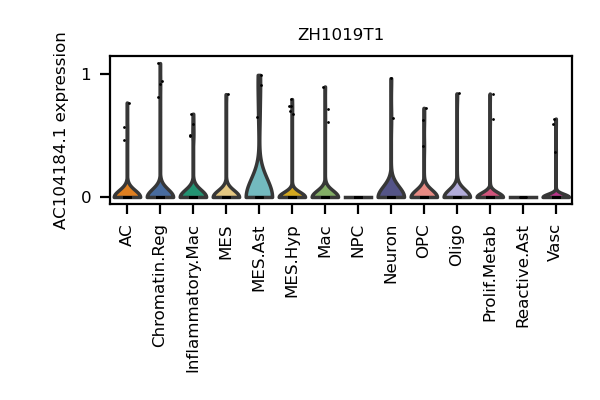 ZH1019T1
AC104184.1 expression
1
0
AC
Chromatin.Reg
Inflammatory.Mac
MES
MES.Ast
MES.Hyp
Mac
NPC
Neuron
OPC
Oligo
Prolif.Metab
Reactive.Ast
Vasc